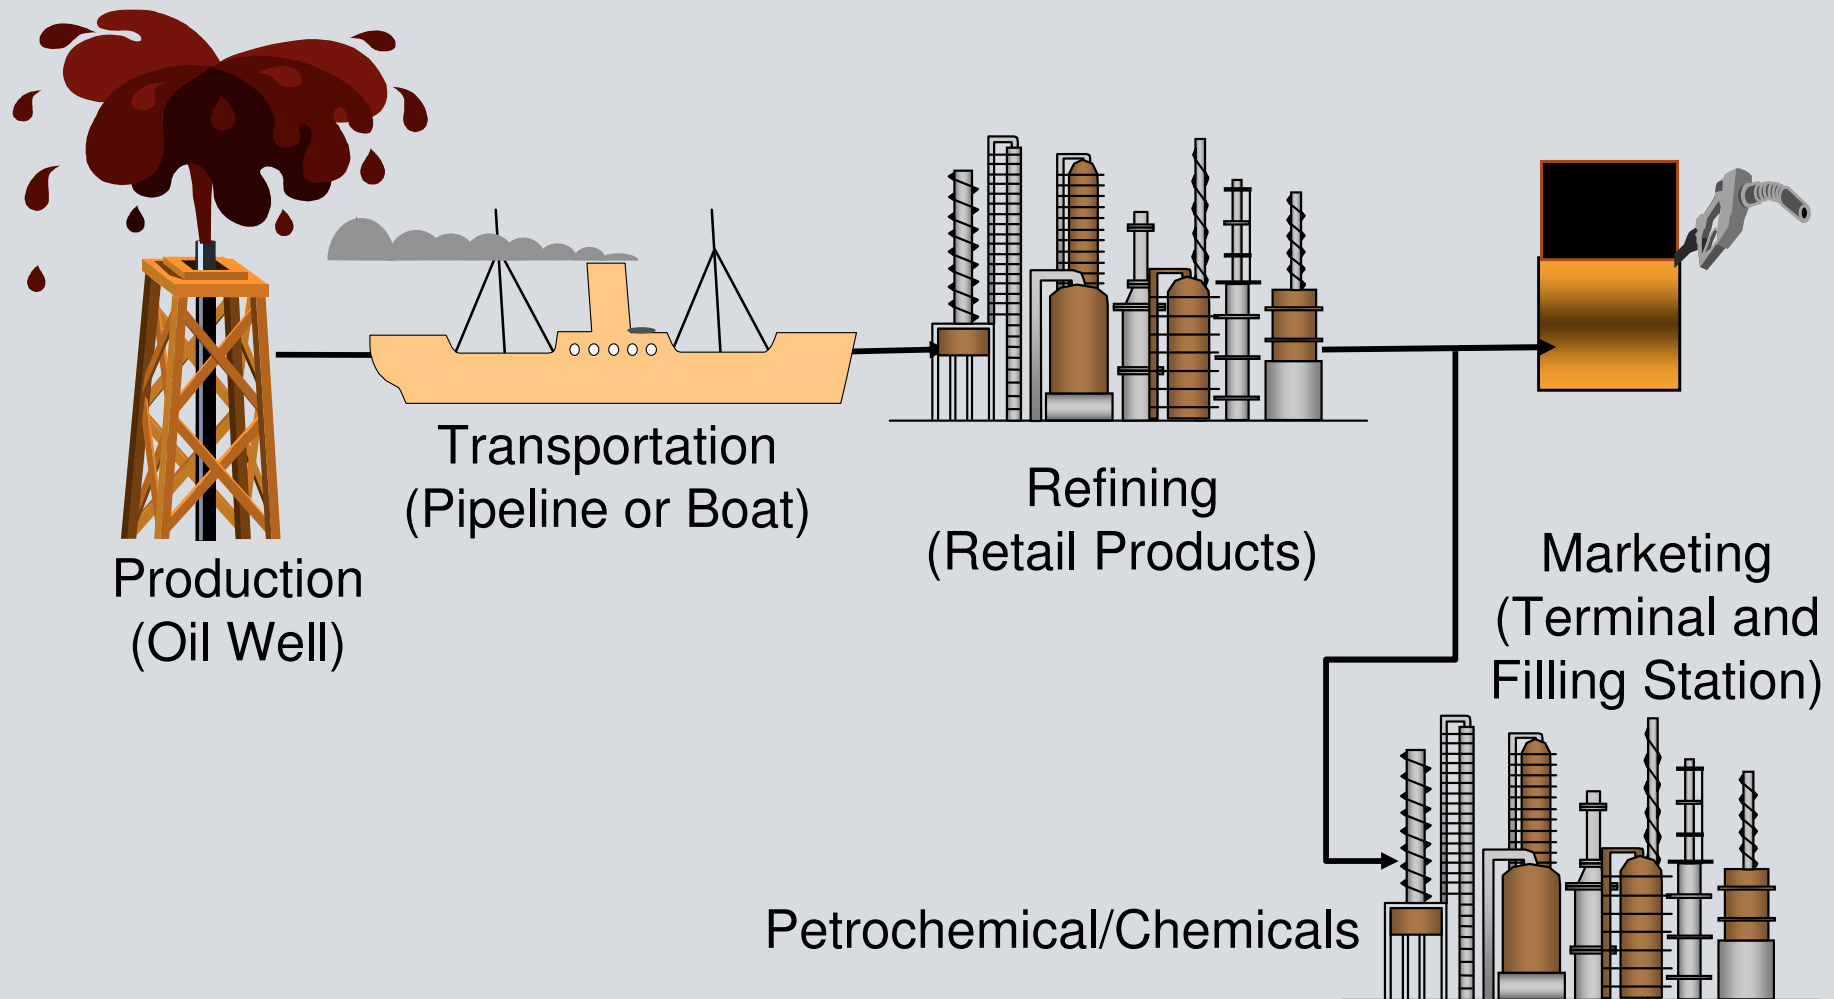 Production
(Oil Well)
Transportation
(Pipeline or Boat)
Refining
(Retail Products)
Marketing
(Terminal and
Filling Station)
Petrochemical/Chemicals